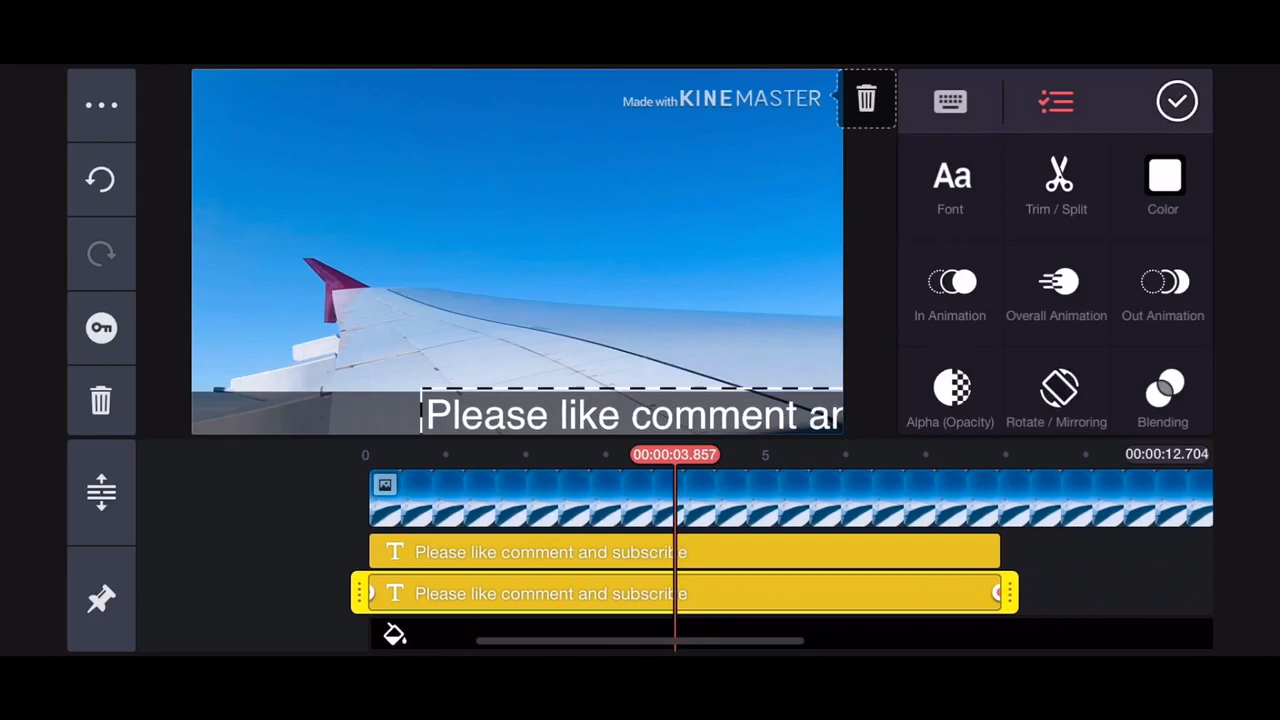 Made with KINEMASTER
Aa
Font
Trim / Split
Color
In Animation
Overall Animation
Out Animation
Alpha (Opacity)
Rotate / Mirroring
Blending
Please like comment ar
0
00:00:03.857
5
00:00:12.704
T Please like comment and subscribe
T Please like comment and subscribe